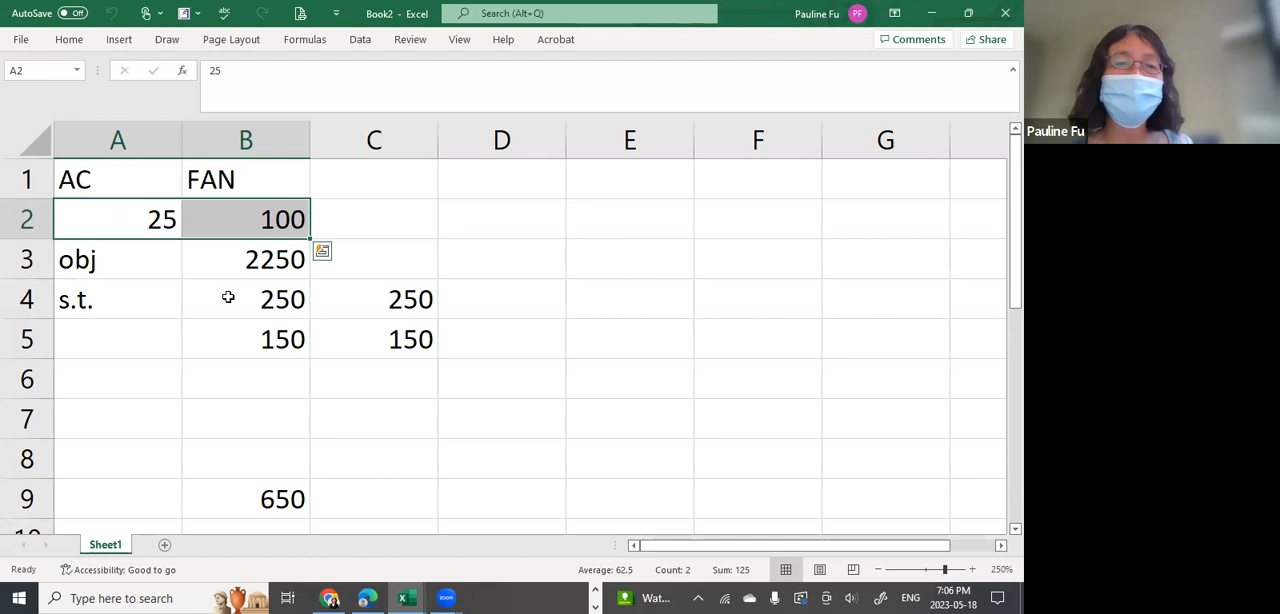 AutoSave Off Book2 - Excel Search (Alt+Q) Pauline Fu PF
File Home Insert Draw Page Layout Formulas Data Review View Help Acrobat Comments Share
A2 fx 25
A B C D E F G
1 AC FAN
2 25 100
3 obj 2250
4 s.t. 250 250
5 150 150
6
7
8
9 650
10
Sheet1
Ready Accessibility: Good to go Average: 62.5 Count: 2 Sum: 125 250%
Type here to search Wat... ENG 7:06 PM
2023-05-18
Pauline Fu